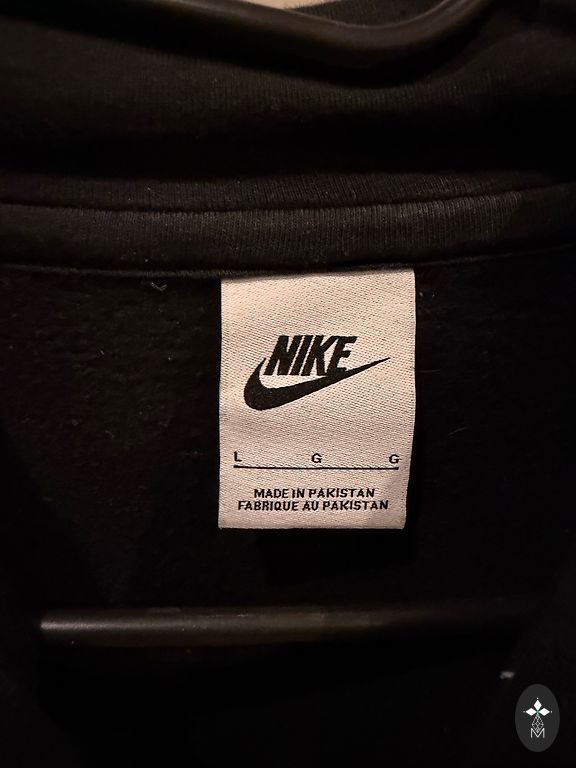 NIKE
L G G
MADE IN PAKISTAN
FABRIQUE AU PAKISTAN
M